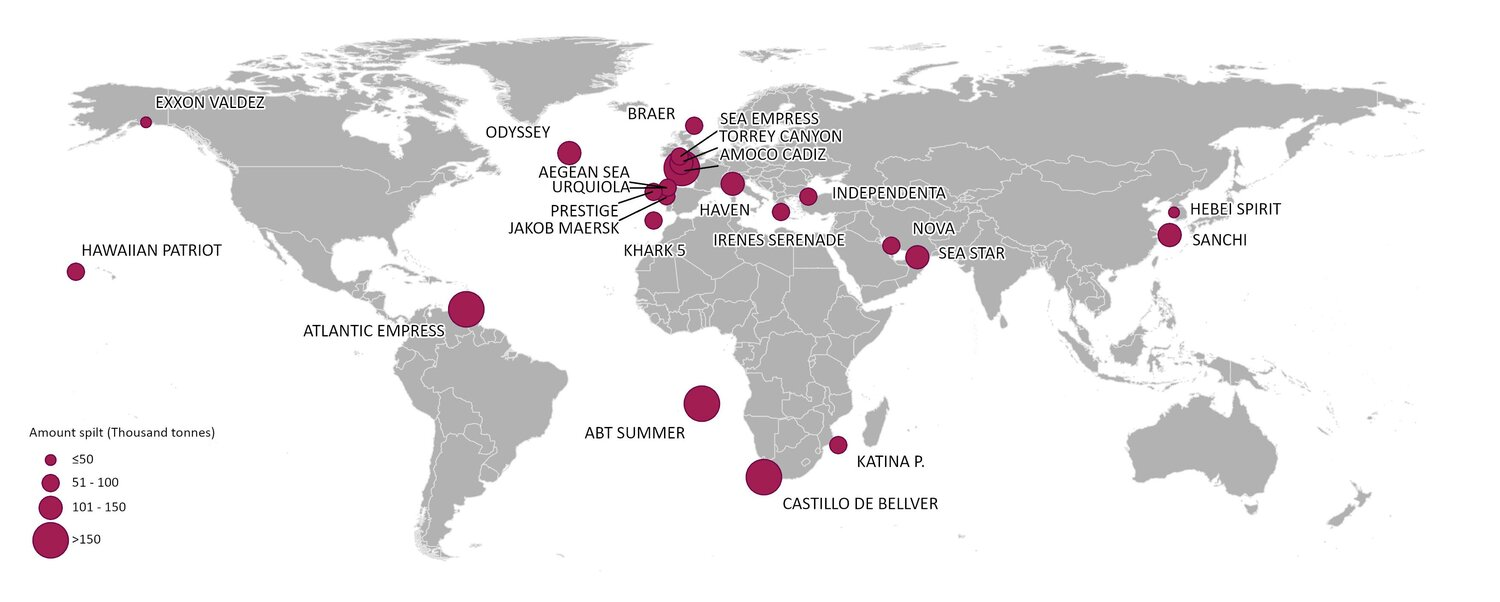 EXXON VALDEZ
BRAER
SEA EMPRESS
TORREY CANYON
AMOCO CADIZ
ODYSSEY
AEGEAN SEA
URQUIOLA
PRESTIGE
JAKOB MAERSK
HAVEN
INDEPENDENTA
HEBEI SPIRIT
KHARK 5
IRENES SERENADE
NOVA
SANCHI
SEA STAR
HAWAIIAN PATRIOT
ATLANTIC EMPRESS
ABT SUMMER
KATINA P.
CASTILLO DE BELLVER
Amount spilt (Thousand tonnes)
≤50
51 - 100
101 - 150
>150